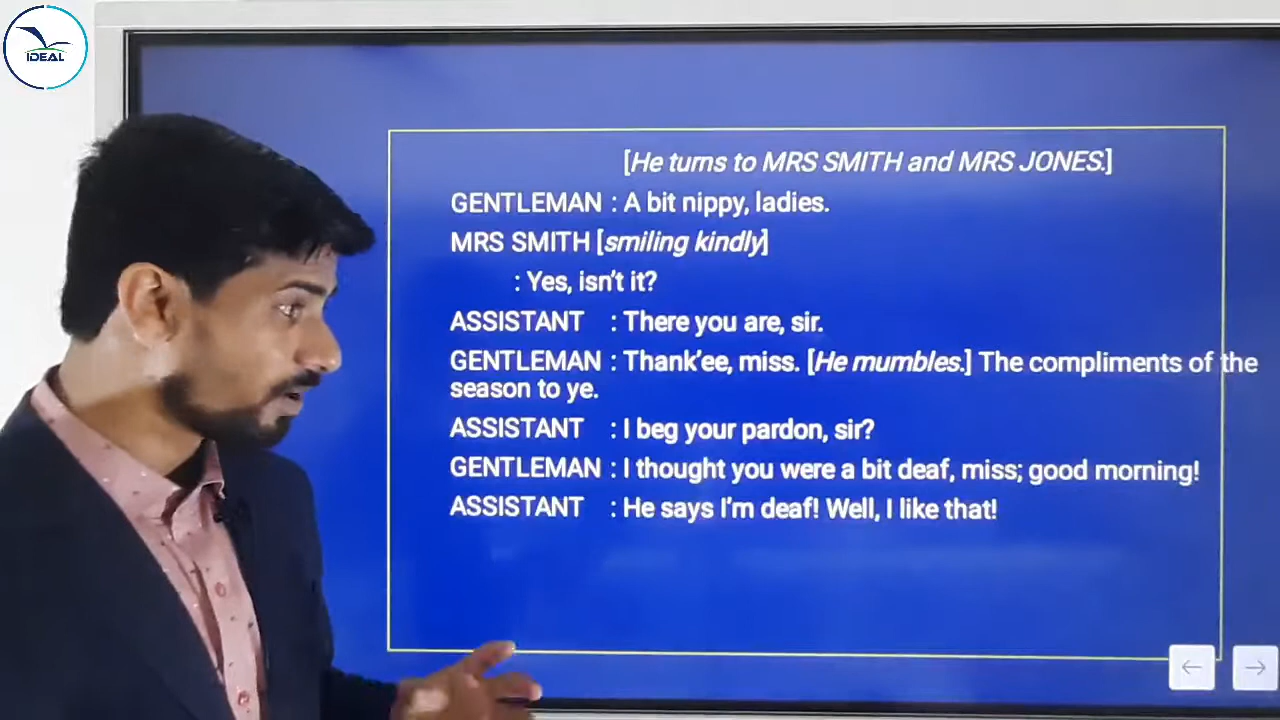 iDEAL
[He turns to MRS SMITH and MRS JONES.]
GENTLEMAN : A bit nippy, ladies.
MRS SMITH [smiling kindly]
: Yes, isn't it?
ASSISTANT : There you are, sir.
GENTLEMAN : Thank'ee, miss. [He mumbles.] The compliments of the
season to ye.
ASSISTANT : I beg your pardon, sir?
GENTLEMAN : I thought you were a bit deaf, miss; good morning!
ASSISTANT : He says I'm deaf! Well, I like that!